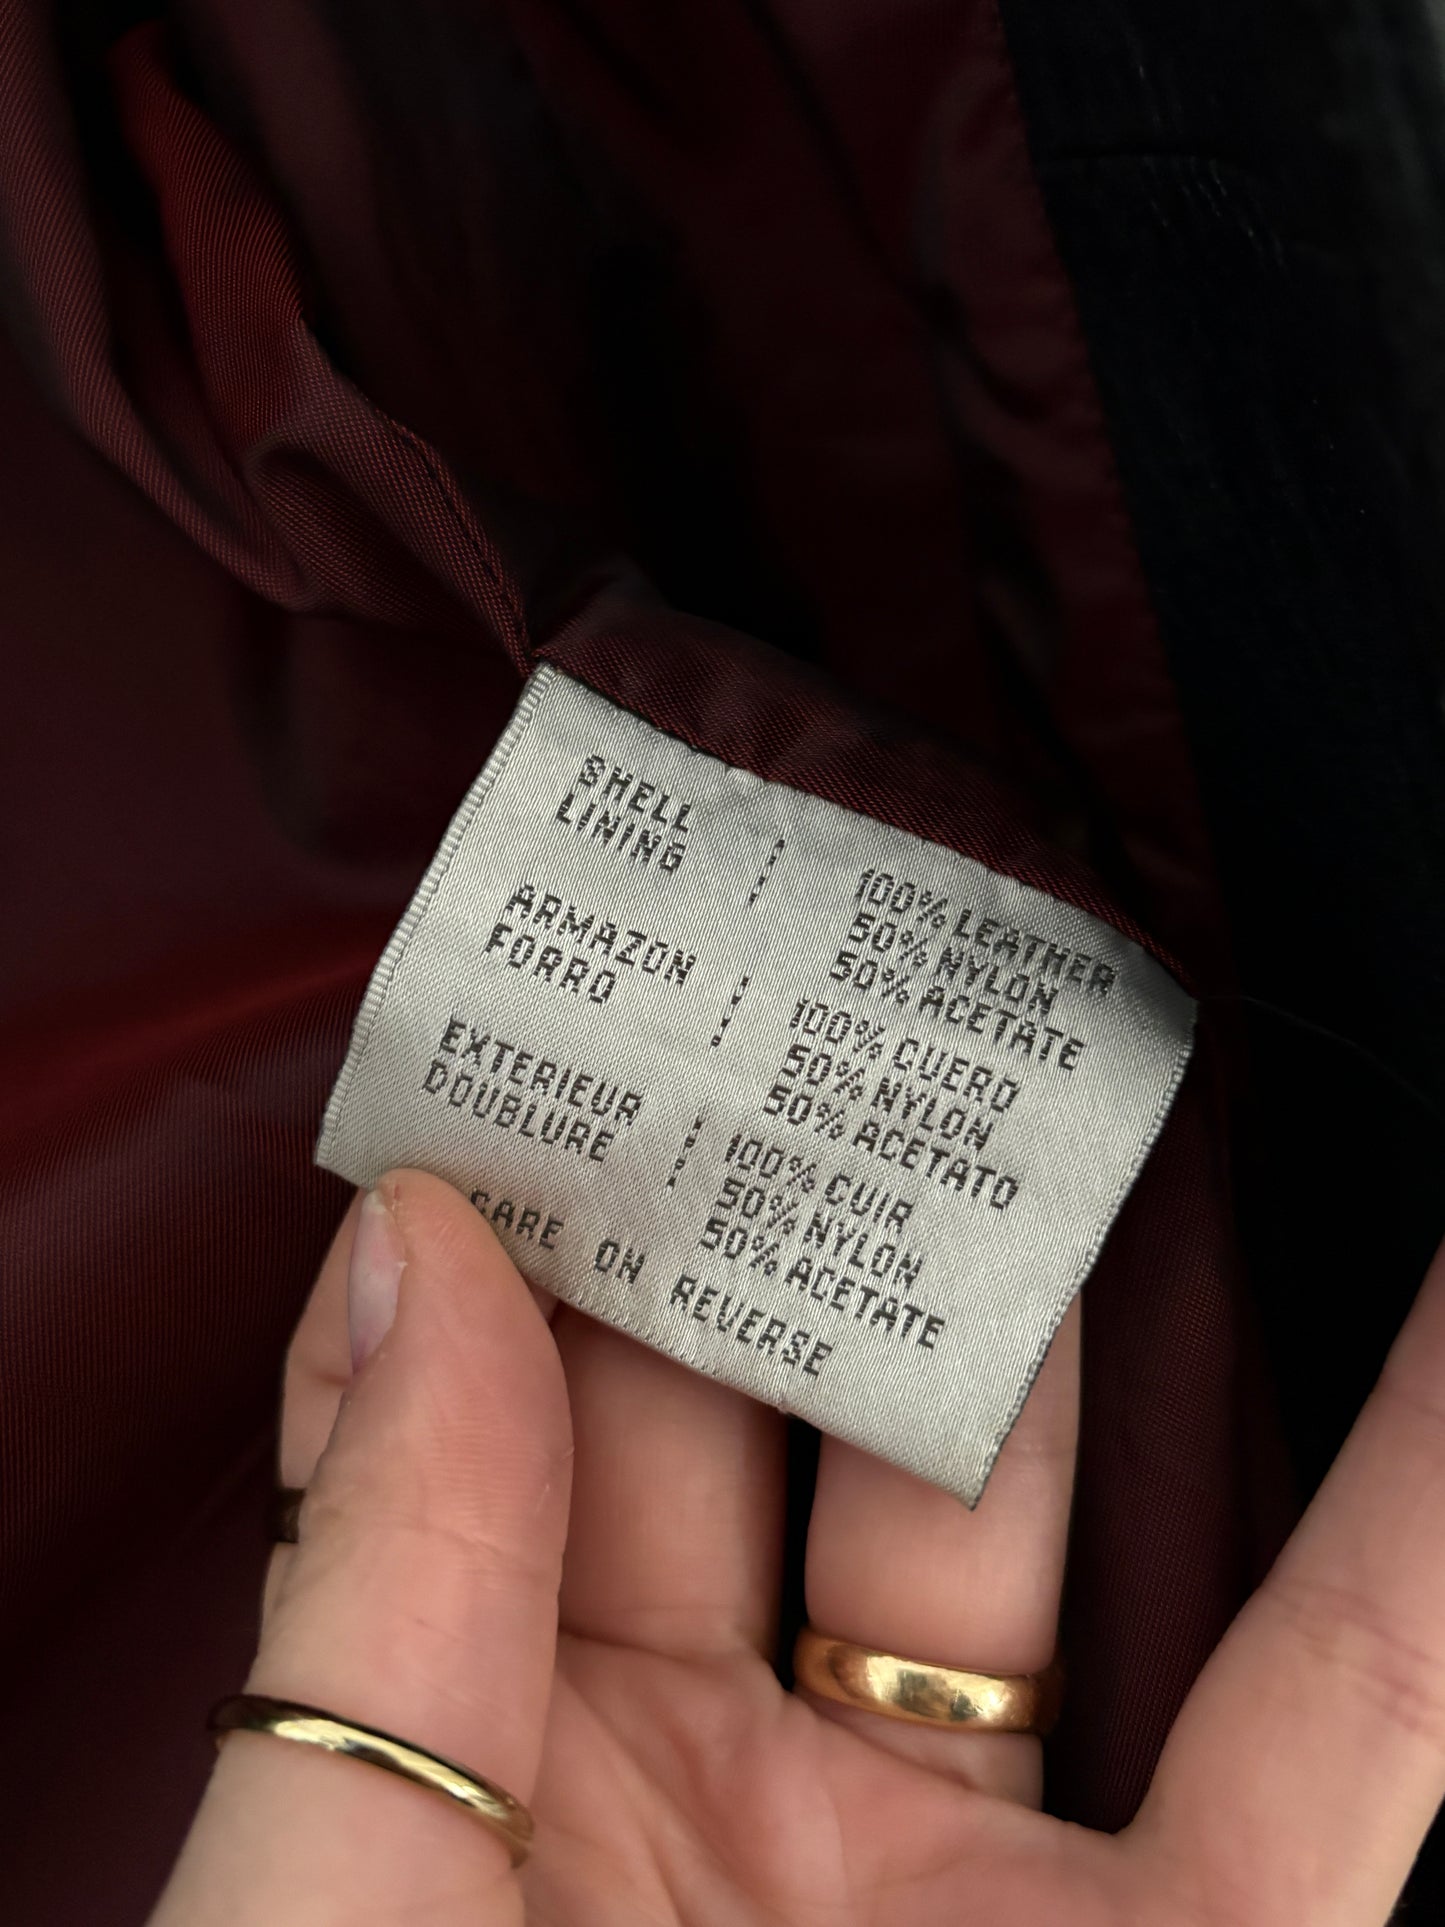 SHELL : 100% LEATHER
LINING : 50% NYLON
50% ACETATE
ARMAZON : 100% CUERO
FORRO : 50% NYLON
50% ACETATO
EXTERIEUR : 100% CUIR
DOUBLURE : 50% NYLON
50% ACETATE
CARE ON REVERSE